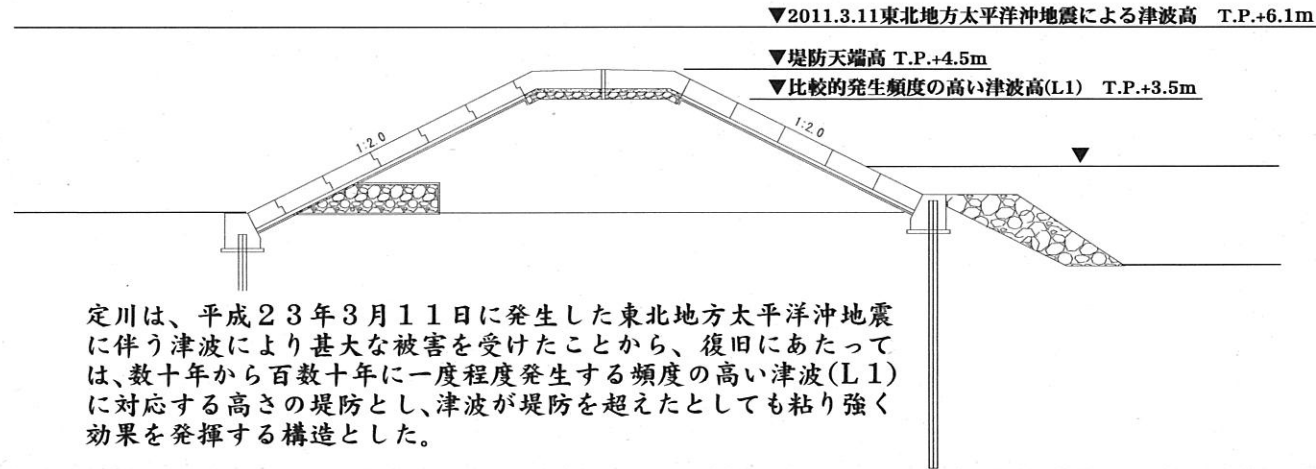 ▼2011.3.11東北地方太平洋沖地震による津波高 T.P.+6.1m
▼堤防天端高 T.P.+4.5m
▼比較的発生頻度の高い津波高(L1) T.P.+3.5m
1:2.0
1:2.0
▼
定川は、平成23年3月11日に発生した東北地方太平洋沖地震
に伴う津波により甚大な被害を受けたことから、復旧にあたって
は、数十年から百数十年に一度程度発生する頻度の高い津波(L1)
に対応する高さの堤防とし、津波が堤防を超えたとしても粘り強く
効果を発揮する構造とした。